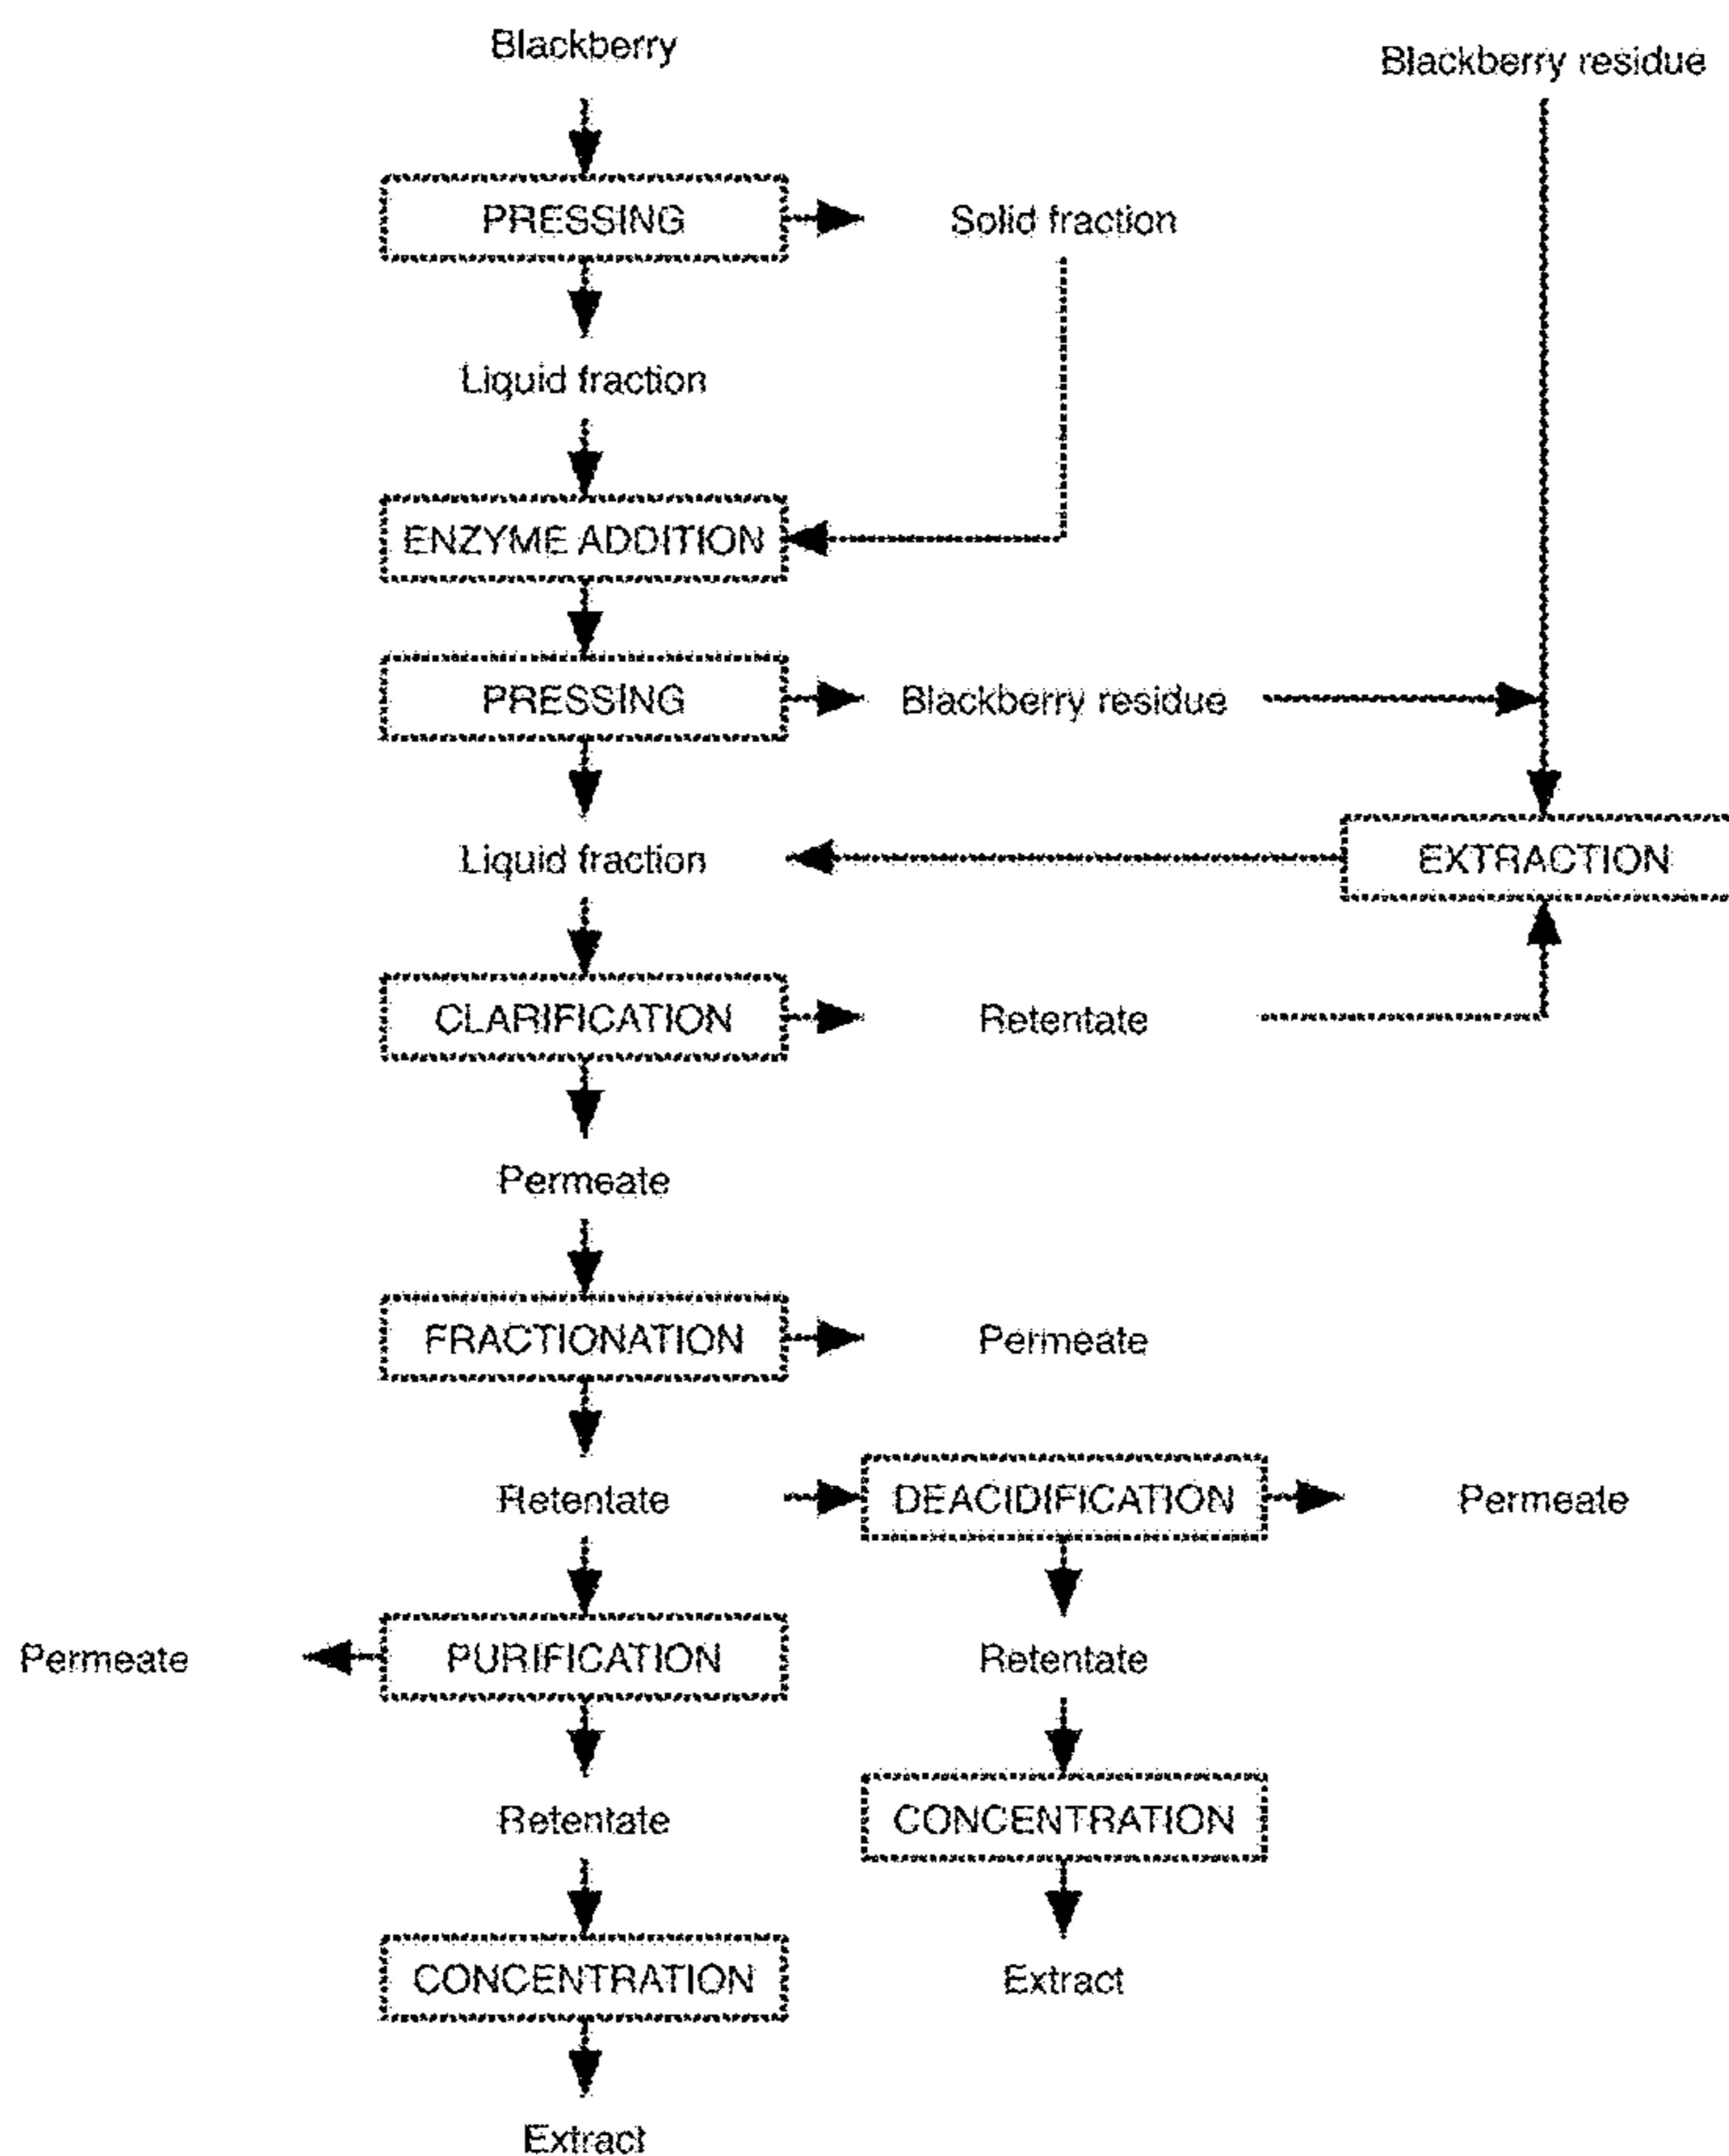 Blackberry
Blackberry residue
PRESSING
Solid fraction
Liquid fraction
ENZYME ADDITION
PRESSING
Blackberry residue
Liquid fraction
EXTRACTION
CLARIFICATION
Retentate
Permeate
FRACTIONATION
Permeate
Retentate
DEACIDIFICATION
Permeate
Permeate
PURIFICATION
Retentate
Retentate
CONCENTRATION
CONCENTRATION
Extract
Extract